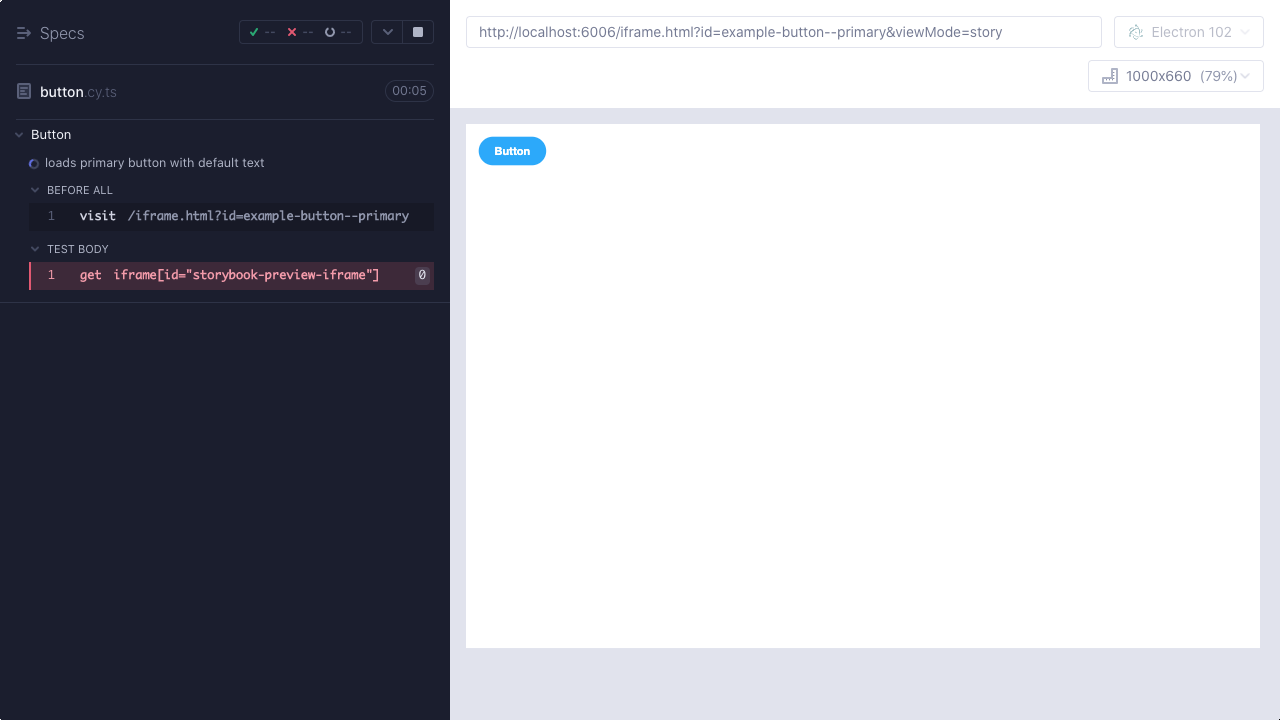 Specs
-- -- --
button.cy.ts
00:05
Button
loads primary button with default text
BEFORE ALL
1 visit /iframe.html?id=example-button--primary
TEST BODY
1 get iframe[id="storybook-preview-iframe"] 0
http://localhost:6006/iframe.html?id=example-button--primary&viewMode=story
Electron 102
1000x660 (79%)
Button